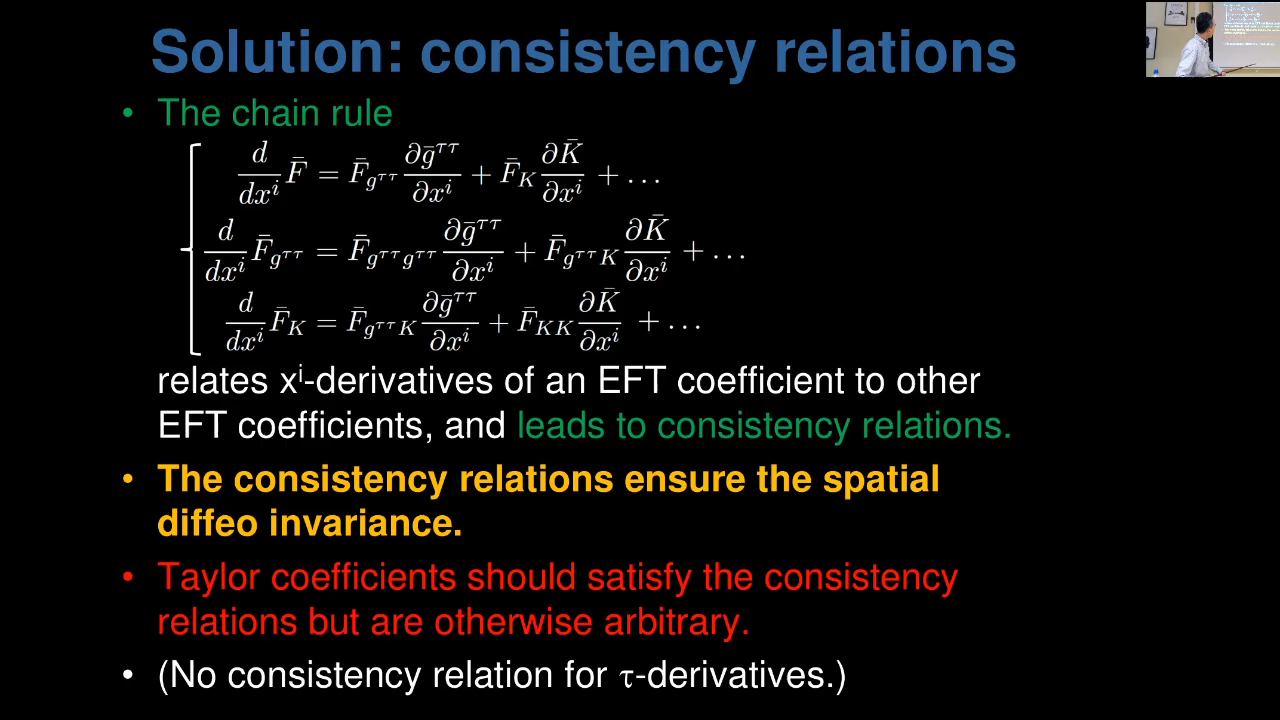 Solution: consistency relations
• The chain rule
d/dx^i F̄ = F̄_{g^{ττ}} ∂ḡ^{ττ}/∂x^i + F̄_K ∂K̄/∂x^i + ...
d/dx^i F̄_{g^{ττ}} = F̄_{g^{ττ}g^{ττ}} ∂ḡ^{ττ}/∂x^i + F̄_{g^{ττ}K} ∂K̄/∂x^i + ...
d/dx^i F̄_K = F̄_{g^{ττ}K} ∂ḡ^{ττ}/∂x^i + F̄_{KK} ∂K̄/∂x^i + ...
relates x^i-derivatives of an EFT coefficient to other
EFT coefficients, and leads to consistency relations.
• The consistency relations ensure the spatial
diffeo invariance.
• Taylor coefficients should satisfy the consistency
relations but are otherwise arbitrary.
• (No consistency relation for τ-derivatives.)